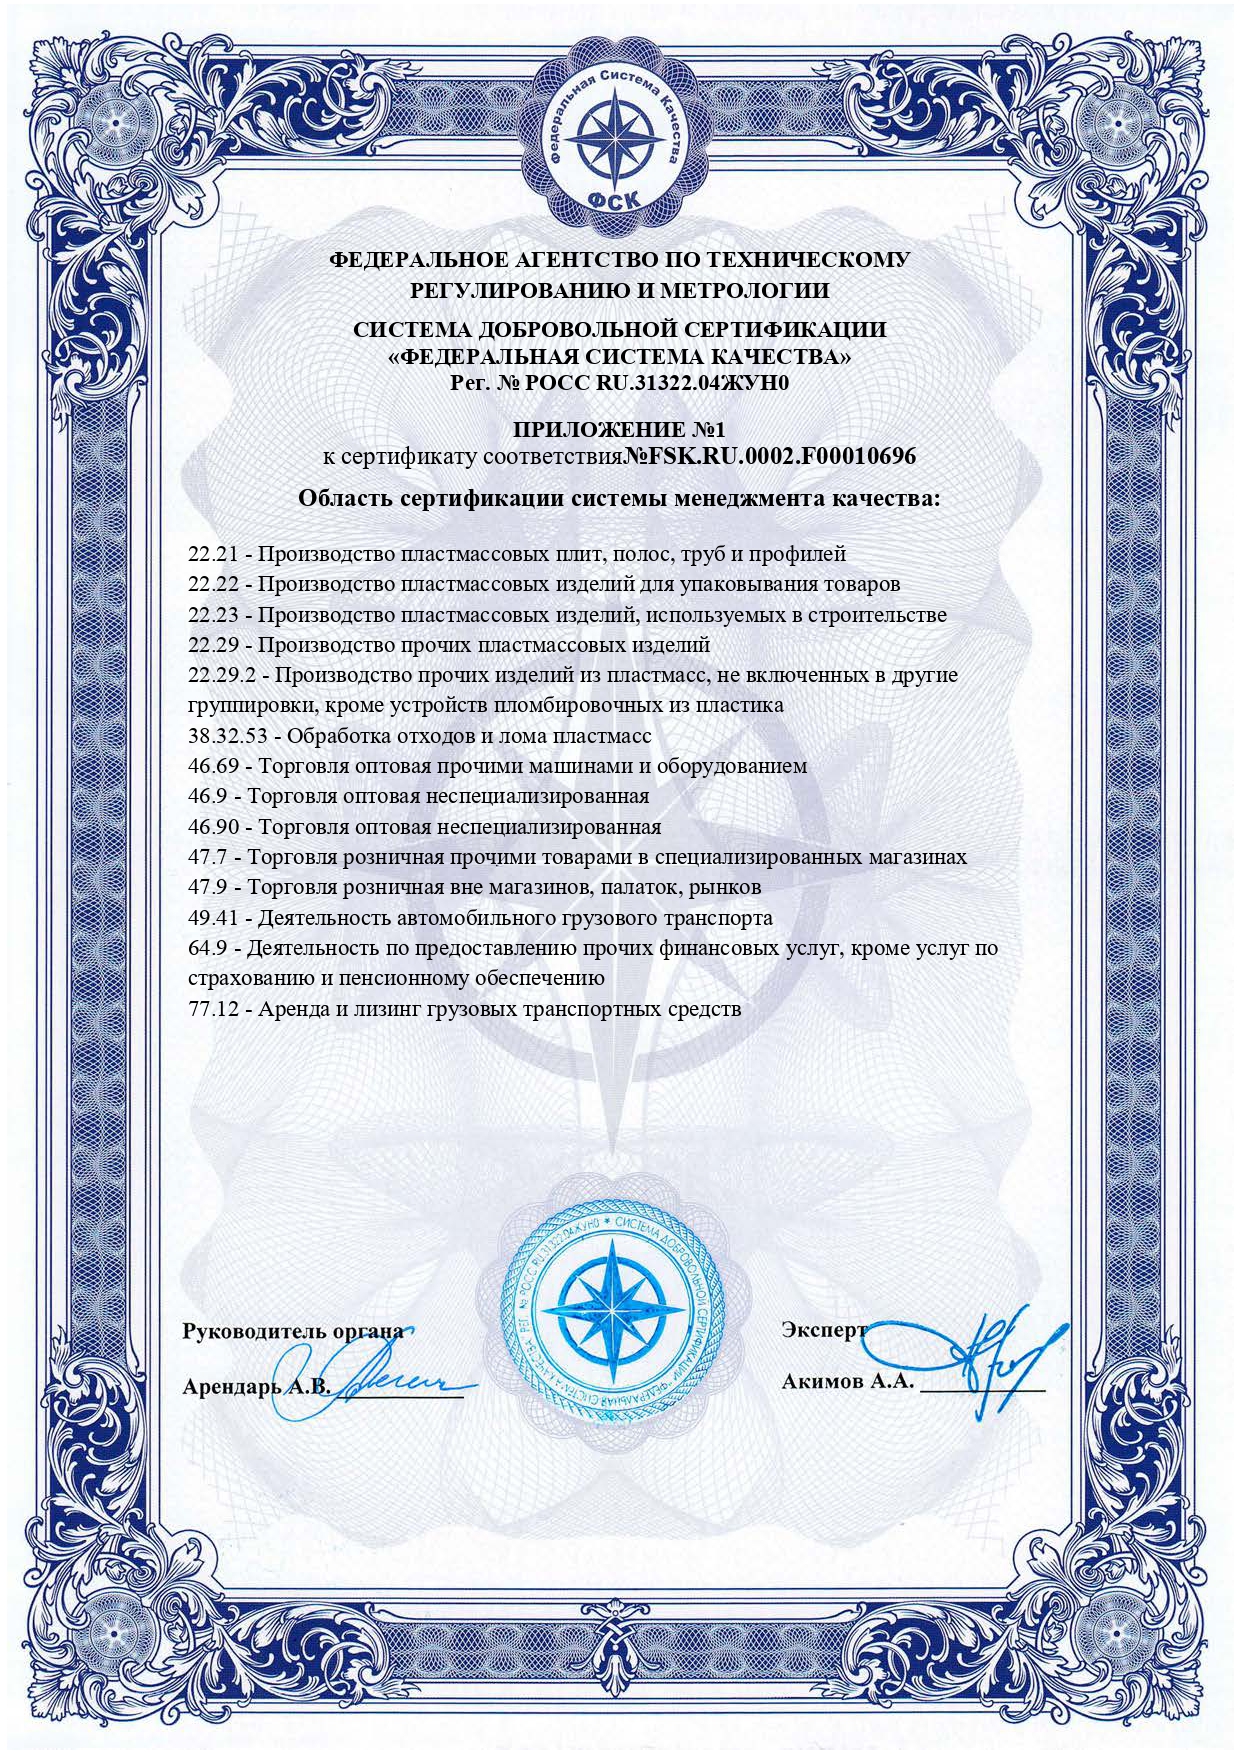 Федеральная Система Качества
ФСК
ФЕДЕРАЛЬНОЕ АГЕНТСТВО ПО ТЕХНИЧЕСКОМУ
РЕГУЛИРОВАНИЮ И МЕТРОЛОГИИ
СИСТЕМА ДОБРОВОЛЬНОЙ СЕРТИФИКАЦИИ
«ФЕДЕРАЛЬНАЯ СИСТЕМА КАЧЕСТВА»
Рег. № РОСС RU.31322.04ЖУН0
ПРИЛОЖЕНИЕ №1
к сертификату соответствия№FSK.RU.0002.F00010696
Область сертификации системы менеджмента качества:
22.21 - Производство пластмассовых плит, полос, труб и профилей
22.22 - Производство пластмассовых изделий для упаковывания товаров
22.23 - Производство пластмассовых изделий, используемых в строительстве
22.29 - Производство прочих пластмассовых изделий
22.29.2 - Производство прочих изделий из пластмасс, не включенных в другие
группировки, кроме устройств пломбировочных из пластика
38.32.53 - Обработка отходов и лома пластмасс
46.69 - Торговля оптовая прочими машинами и оборудованием
46.9 - Торговля оптовая неспециализированная
46.90 - Торговля оптовая неспециализированная
47.7 - Торговля розничная прочими товарами в специализированных магазинах
47.9 - Торговля розничная вне магазинов, палаток, рынков
49.41 - Деятельность автомобильного грузового транспорта
64.9 - Деятельность по предоставлению прочих финансовых услуг, кроме услуг по
страхованию и пенсионному обеспечению
77.12 - Аренда и лизинг грузовых транспортных средств
СИСТЕМА ДОБРОВОЛЬНОЙ СЕРТИФИКАЦИИ "ФЕДЕРАЛЬНАЯ СИСТЕМА КАЧЕСТВА" РЕГ. № РОСС RU.31322.04ЖУН0
Руководитель органа
Арендарь А.В.
Эксперт
Акимов А.А.